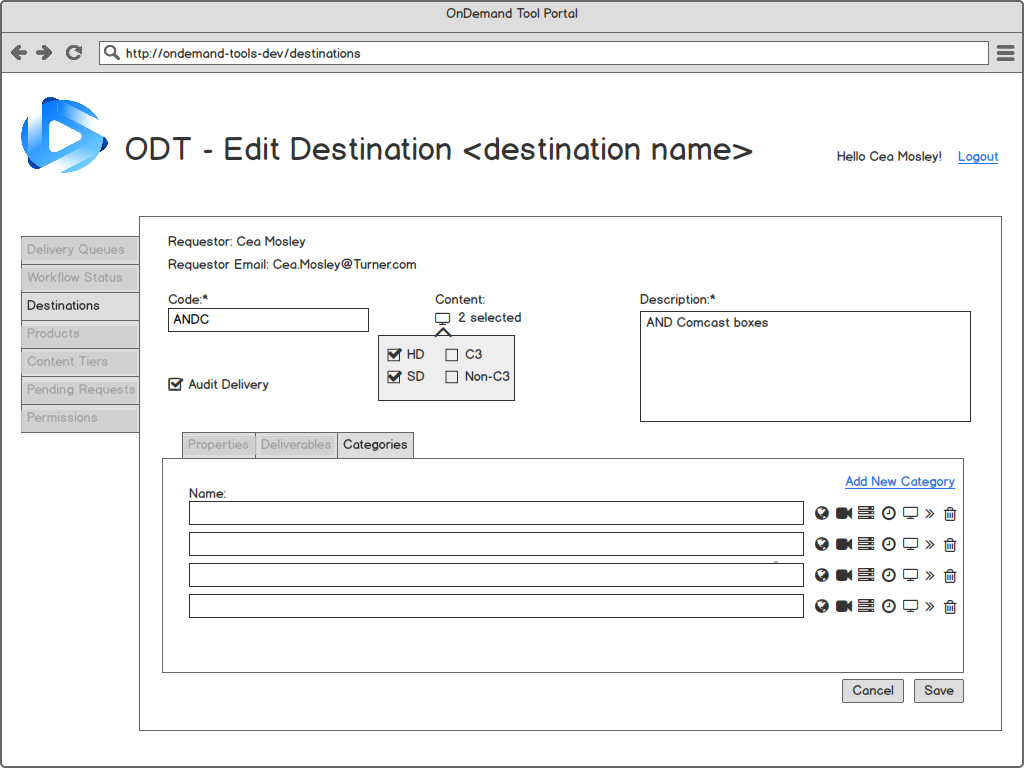 OnDemand Tool Portal
http://ondemand-tools-dev/destinations
ODT - Edit Destination <destination name>
Hello Cea Mosley! Logout
Delivery Queues
Workflow Status
Destinations
Products
Content Tiers
Pending Requests
Permissions
Requestor: Cea Mosley
Requestor Email: Cea.Mosley@Turner.com
Code:*
ANDC
Content:
2 selected
HD C3
SD Non-C3
Description:*
AND Comcast boxes
Audit Delivery
Properties Deliverables Categories
Add New Category
Name:
Cancel Save